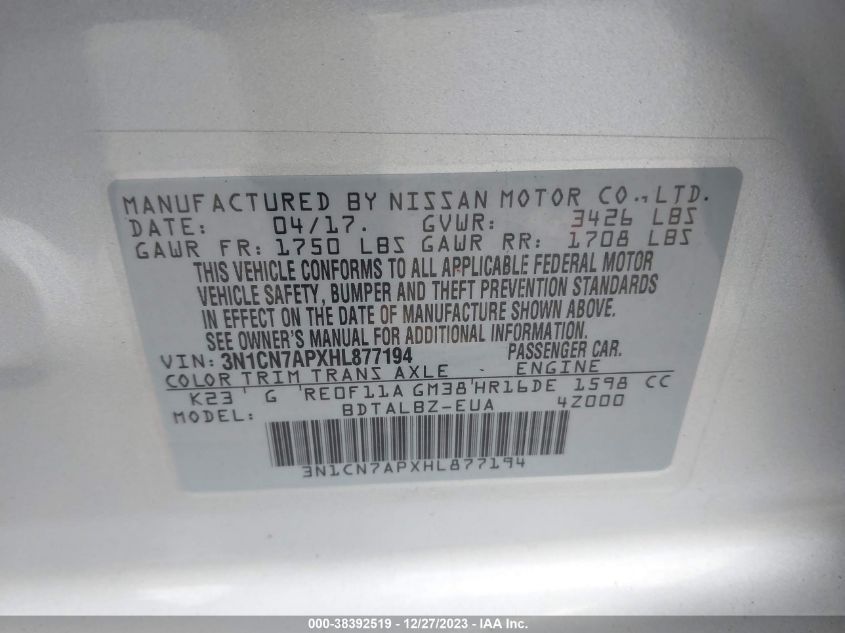 MANUFACTURED BY NISSAN MOTOR CO.,LTD.
DATE: 04/17. GVWR: 3426 LBS
GAWR FR: 1750 LBS GAWR RR: 1708 LBS
THIS VEHICLE CONFORMS TO ALL APPLICABLE FEDERAL MOTOR
VEHICLE SAFETY, BUMPER AND THEFT PREVENTION STANDARDS
IN EFFECT ON THE DATE OF MANUFACTURE SHOWN ABOVE.
SEE OWNER'S MANUAL FOR ADDITIONAL INFORMATION.
VIN: 3N1CN7APXHL877194 PASSENGER CAR.
COLOR TRIM TRANS AXLE ENGINE
K23 G RE0F11A GM38 HR16DE 1598 CC
MODEL: BDTALBZ-EUA 4Z000
3N1CN7APXHL877194
000-38392519 - 12/27/2023 - IAA Inc.